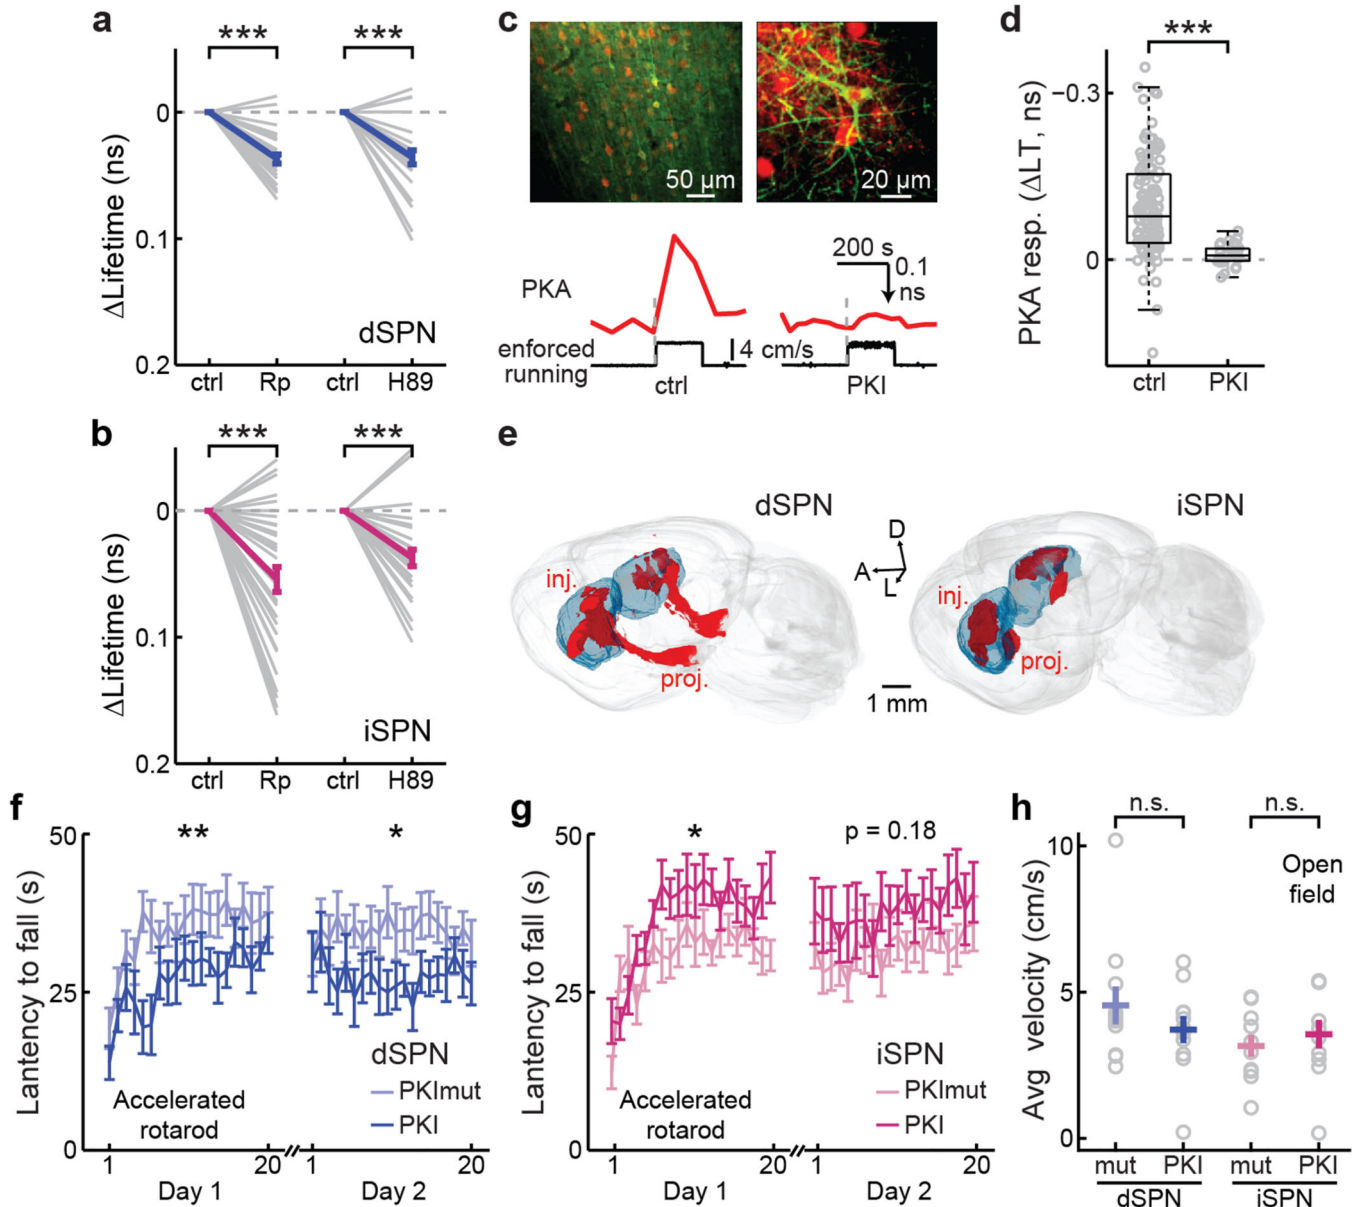 a
***
***
0
0.1
0.2
ΔLifetime (ns)
dSPN
ctrl Rp ctrl H89
b
***
***
0
0.1
0.2
ΔLifetime (ns)
iSPN
ctrl Rp ctrl H89
c
50 μm
20 μm
200 s
0.1
ns
PKA
enforced
running
4 cm/s
ctrl
PKI
d
***
−0.3
0
PKA resp. (ΔLT, ns)
ctrl PKI
e
dSPN
iSPN
D
A
L
inj.
proj.
inj.
proj.
1 mm
f
50
25
0
**
*
Lantency to fall (s)
dSPN
PKImut
PKI
Accelerated
rotarod
1 20 1 20
Day 1 Day 2
g
50
25
0
*
p = 0.18
Lantency to fall (s)
iSPN
PKImut
PKI
Accelerated
rotarod
1 20 1 20
Day 1 Day 2
h
n.s.
n.s.
10
5
0
Open
field
Avg velocity (cm/s)
mut PKI mut PKI
dSPN iSPN